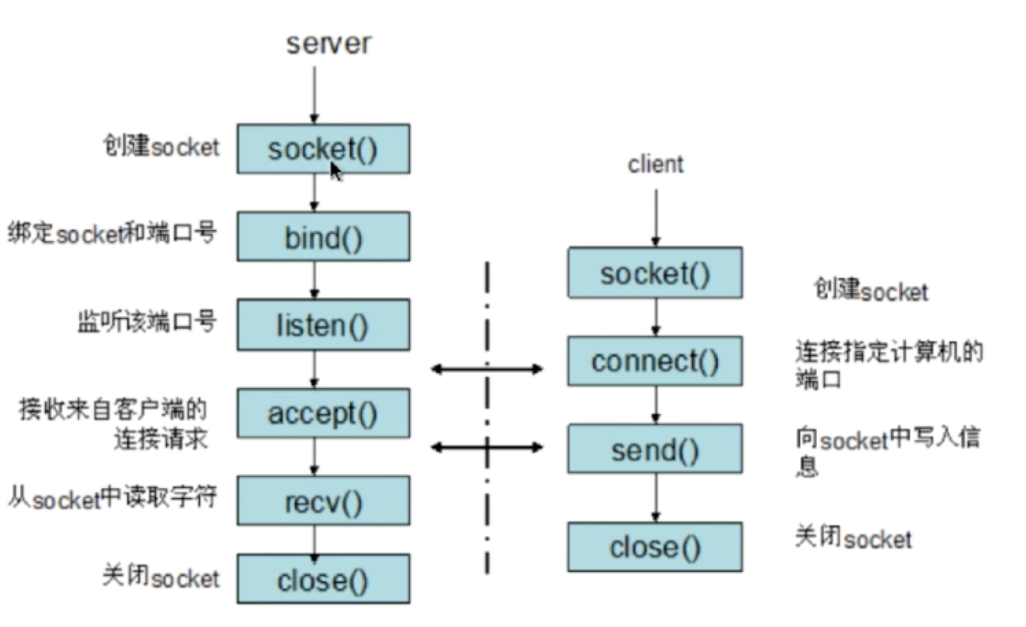 server
创建socket
socket()
绑定socket和端口号
bind()
监听该端口号
listen()
接收来自客户端的
连接请求
accept()
从socket中读取字符
recv()
关闭socket
close()
client
socket()
创建socket
connect()
连接指定计算机的
端口
send()
向socket中写入信
息
close()
关闭socket